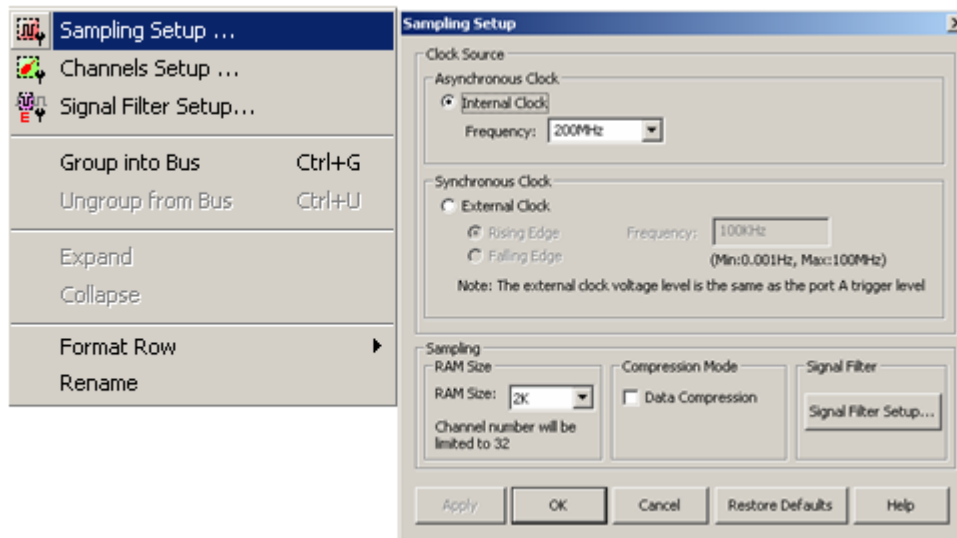 Sampling Setup ...
Channels Setup ...
Signal Filter Setup...
Group into Bus Ctrl+G
Ungroup from Bus Ctrl+U
Expand
Collapse
Format Row
Rename
Sampling Setup
Clock Source
Asynchronous Clock
Internal Clock
Frequency: 200MHz
Synchronous Clock
External Clock
Rising Edge Frequency: 100KHz
Falling Edge (Min:0.001Hz, Max:100MHz)
Note: The external clock voltage level is the same as the port A trigger level
Sampling
RAM Size
RAM Size: 2K
Channel number will be
limited to 32
Compression Mode
Data Compression
Signal Filter
Signal Filter Setup...
Apply OK Cancel Restore Defaults Help